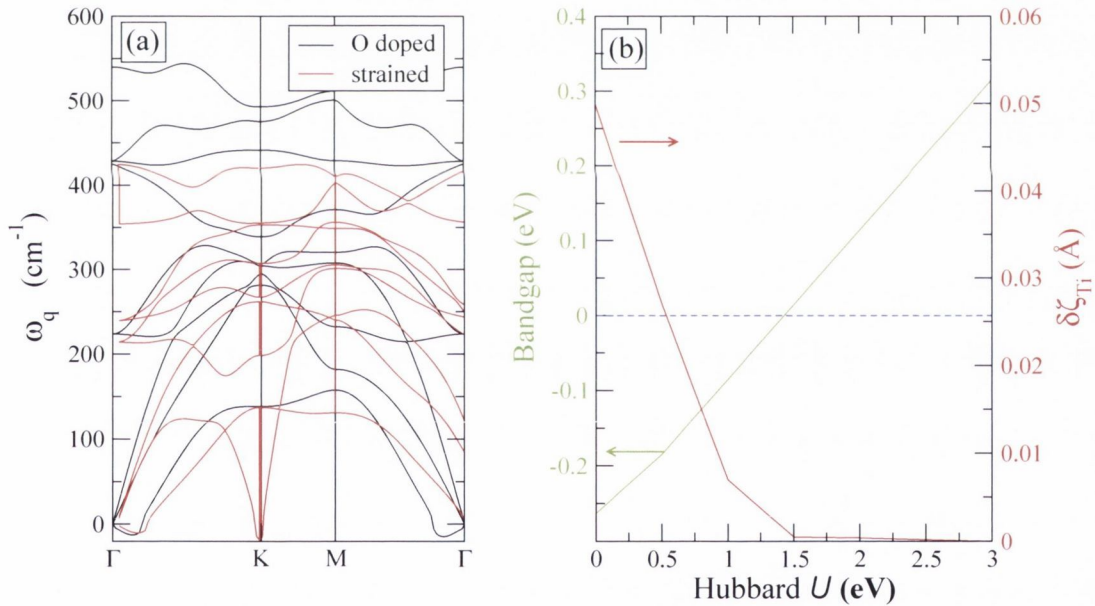 (a)
O doped
strained
600
500
400
300
200
100
0
ω_q (cm⁻¹)
Γ
K
M
Γ
(b)
0.4
0.3
0.2
0.1
0
-0.1
-0.2
Bandgap (eV)
0.06
0.05
0.04
0.03
0.02
0.01
0
δζ_Ti (Å)
0
0.5
1
1.5
2
2.5
3
Hubbard U (eV)